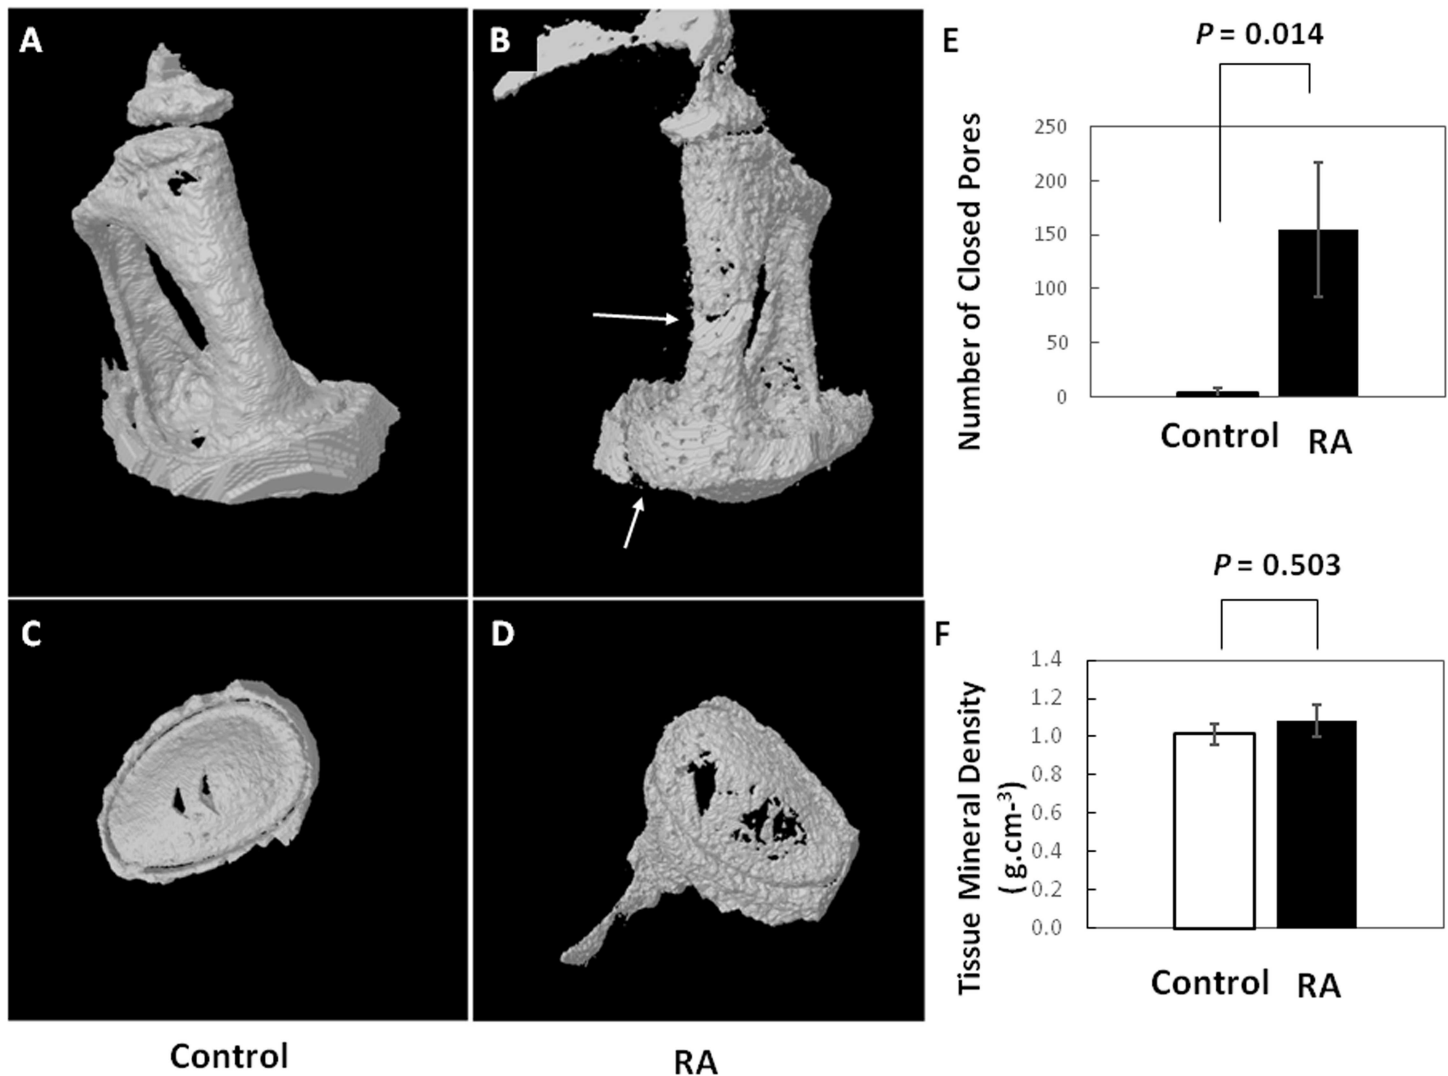 A
B
E
P = 0.014
Number of Closed Pores
250
200
150
100
50
0
Control
RA
C
D
F
P = 0.503
Tissue Mineral Density
(g.cm-3)
1.4
1.2
1.0
0.8
0.6
0.4
0.2
0.0
Control
RA
Control
RA